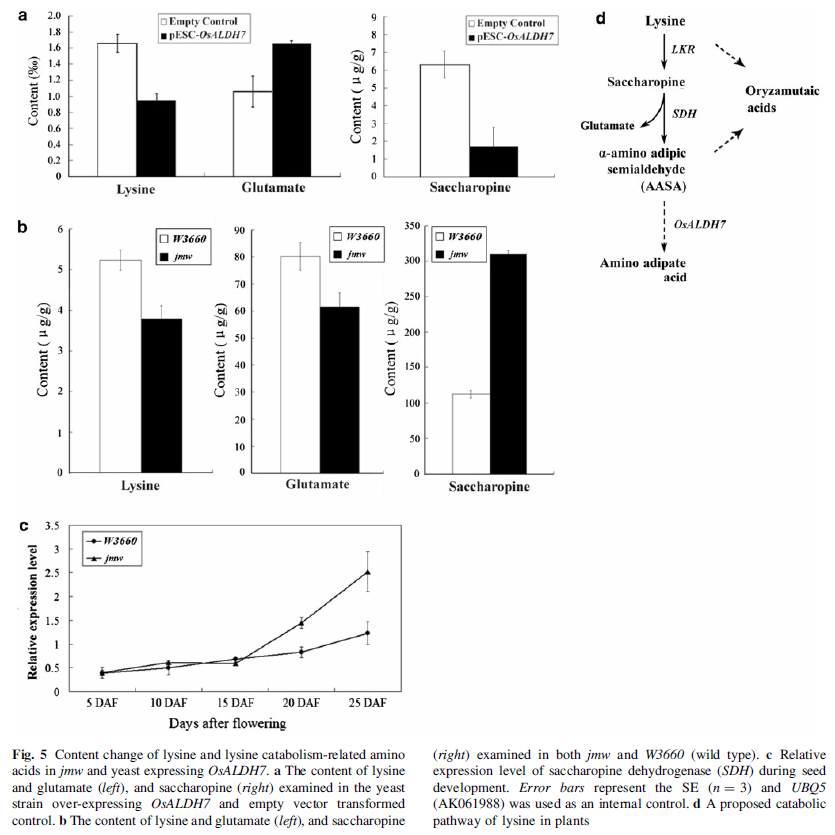 a
Empty Control
pESC-OsALDH7
Content (‰)
2.0
1.8
1.6
1.4
1.2
1.0
0.8
0.6
0.4
0.2
0.0
Lysine
Glutamate
Empty Control
pESC-OsALDH7
Content ( μ g/g)
9
8
7
6
5
4
3
2
1
0
Saccharopine
d
Lysine
LKR
Saccharopine
Oryzamutaic
acids
SDH
Glutamate
α-amino adipic
semialdehyde
(AASA)
OsALDH7
Amino adipate
acid
b
W3660
jmw
Content ( μ g/g)
6
5
4
3
2
1
0
Lysine
W3660
jmw
Content ( μ g/g)
90
80
70
60
50
40
30
20
10
0
Glutamate
W3660
jmw
Content ( μ g/g)
350
300
250
200
150
100
50
0
Saccharopine
c
W3660
jmw
Relative expression level
3.5
3
2.5
2
1.5
1
0.5
0
5 DAF 10 DAF 15 DAF 20 DAF 25 DAF
Days after flowering
Fig. 5 Content change of lysine and lysine catabolism-related amino
acids in jmw and yeast expressing OsALDH7. a The content of lysine
and glutamate (left), and saccharopine (right) examined in the yeast
strain over-expressing OsALDH7 and empty vector transformed
control. b The content of lysine and glutamate (left), and saccharopine
(right) examined in both jmw and W3660 (wild type). c Relative
expression level of saccharopine dehydrogenase (SDH) during seed
development. Error bars represent the SE (n = 3) and UBQ5
(AK061988) was used as an internal control. d A proposed catabolic
pathway of lysine in plants